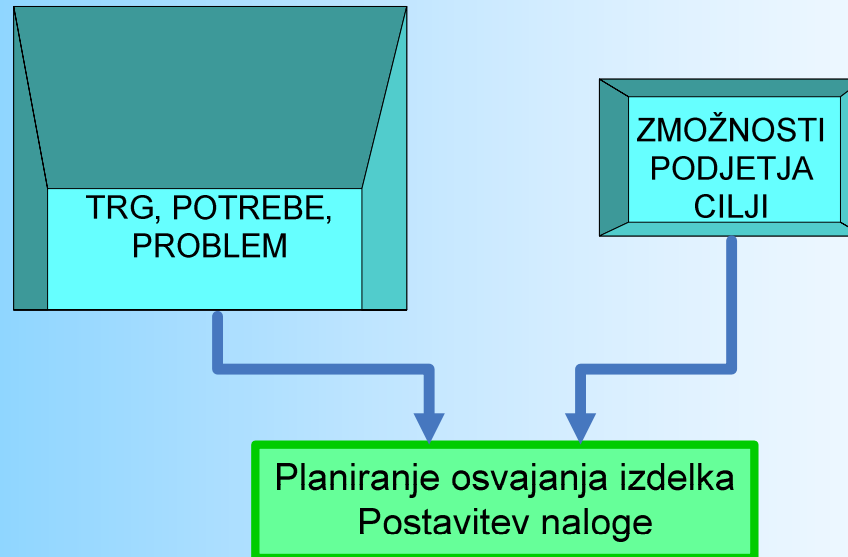 TRG, POTREBE,
PROBLEM
ZMOŽNOSTI
PODJETJA
CILJI
Planiranje osvajanja izdelka
Postavitev naloge